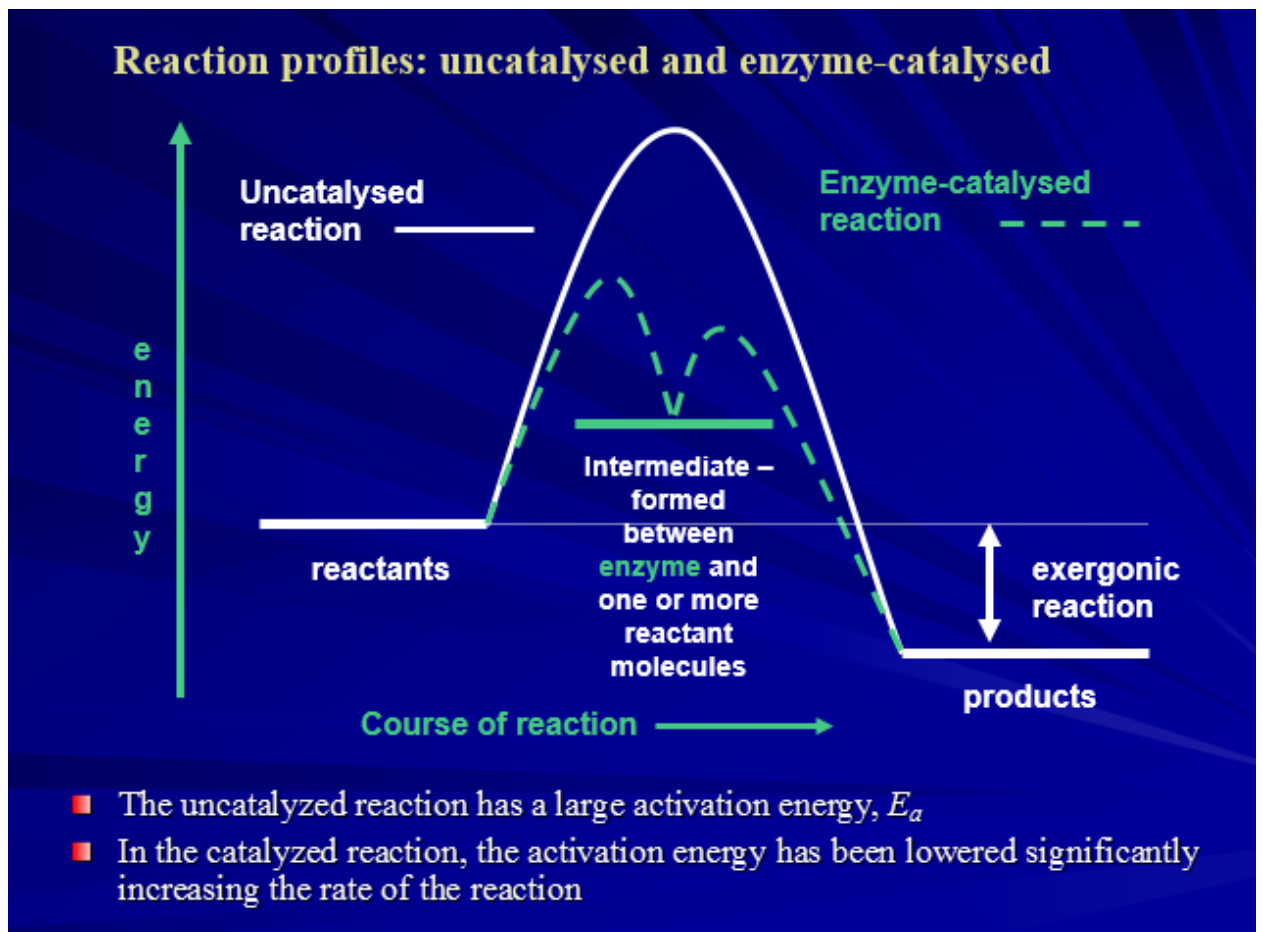 Reaction profiles: uncatalysed and enzyme-catalysed
Uncatalysed
reaction
Enzyme-catalysed
reaction
e
n
e
r
g
y
Intermediate –
formed
between
enzyme and
one or more
reactant
molecules
reactants
exergonic
reaction
products
Course of reaction
The uncatalyzed reaction has a large activation energy, Ea
In the catalyzed reaction, the activation energy has been lowered significantly
increasing the rate of the reaction